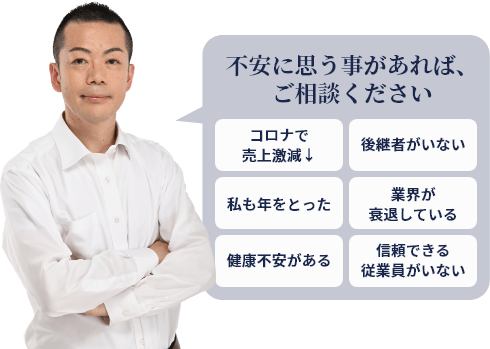 不安に思う事があれば、
ご相談ください
コロナで
売上激減↓
後継者がいない
私も年をとった
業界が
衰退している
健康不安がある
信頼できる
従業員がいない